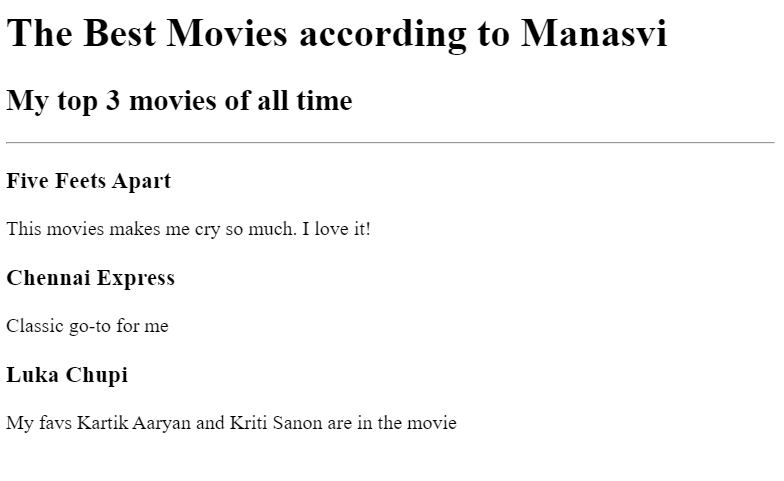 The Best Movies according to Manasvi
My top 3 movies of all time
Five Feets Apart
This movies makes me cry so much. I love it!
Chennai Express
Classic go-to for me
Luka Chupi
My favs Kartik Aaryan and Kriti Sanon are in the movie